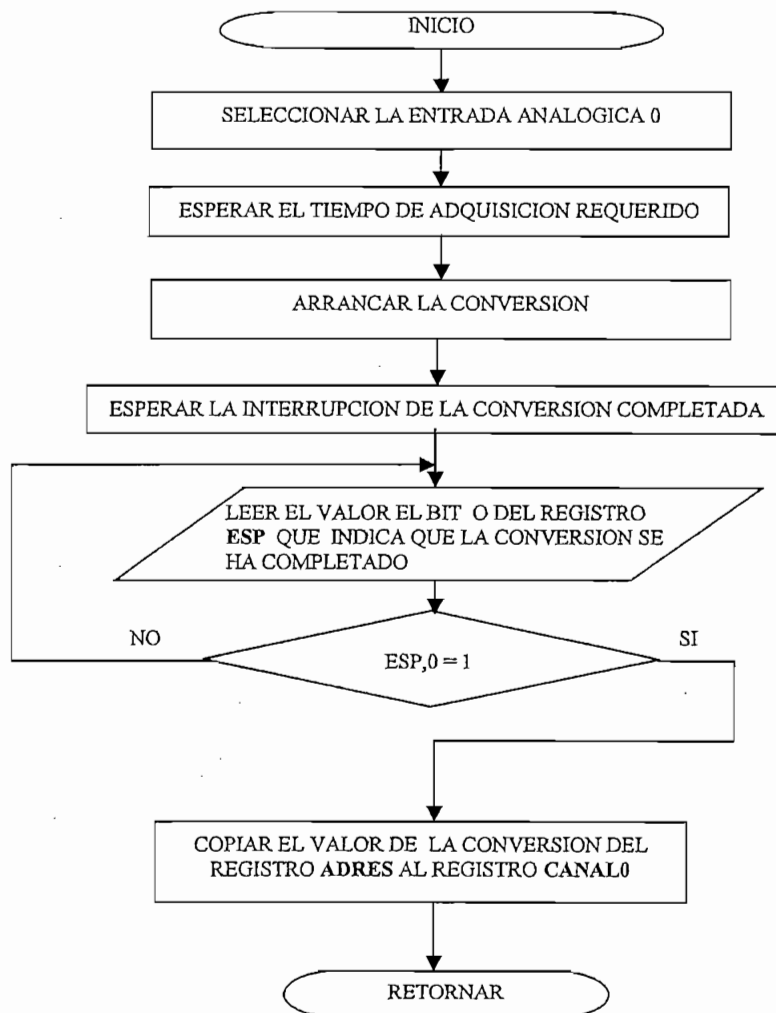 INICIO
SELECCIONAR LA ENTRADA ANALOGICA 0
ESPERAR EL TIEMPO DE ADQUISICION REQUERIDO
ARRANCAR LA CONVERSION
ESPERAR LA INTERRUPCION DE LA CONVERSION COMPLETADA
LEER EL VALOR EL BIT O DEL REGISTRO
ESP QUE INDICA QUE LA CONVERSION SE
HA COMPLETADO
NO
SI
ESP,0 = 1
COPIAR EL VALOR DE LA CONVERSION DEL
REGISTRO ADRES AL REGISTRO CANAL0
RETORNAR